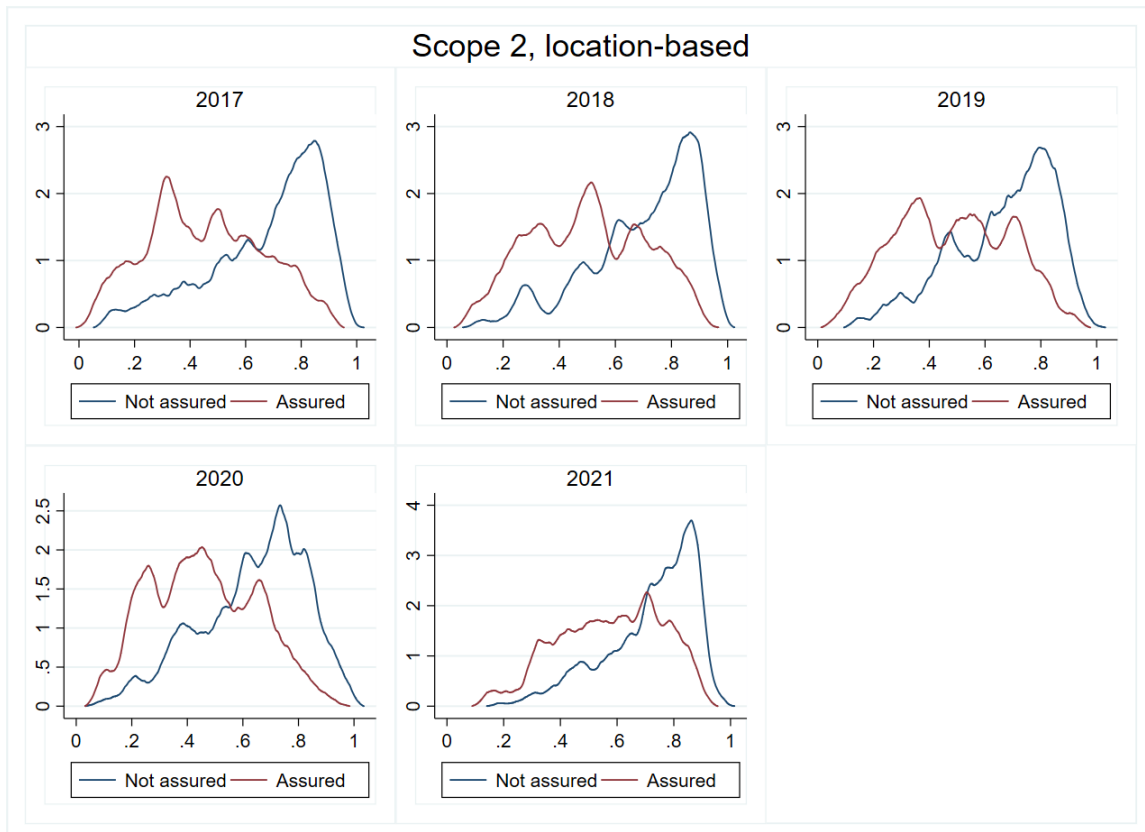 Scope 2, location-based
2017
3
2
1
0
0 .2 .4 .6 .8 1
Not assured Assured
2018
3
2
1
0
0 .2 .4 .6 .8 1
Not assured Assured
2019
3
2
1
0
0 .2 .4 .6 .8 1
Not assured Assured
2020
2.5
2
1.5
1
.5
0
0 .2 .4 .6 .8 1
Not assured Assured
2021
4
3
2
1
0
0 .2 .4 .6 .8 1
Not assured Assured